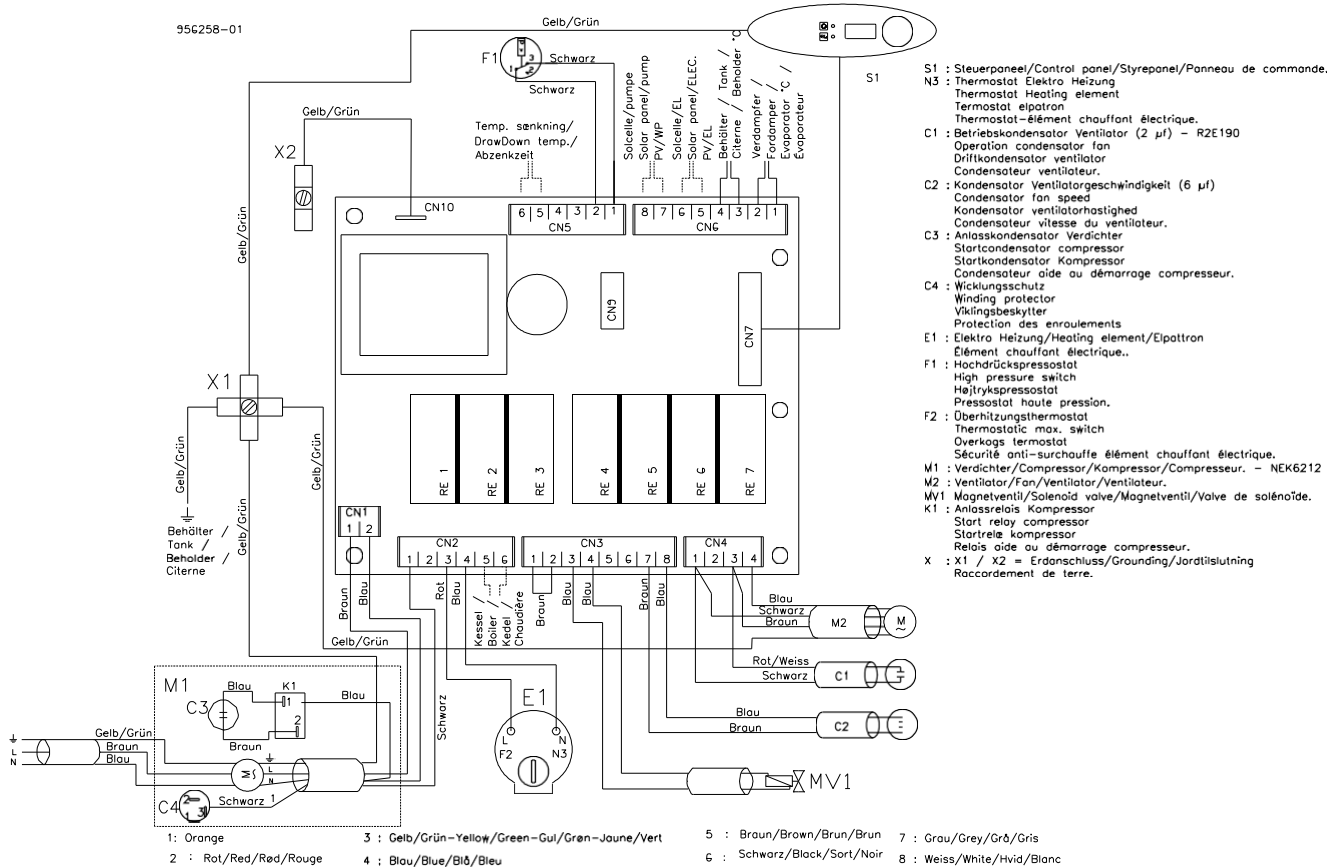 956258-01
Gelb/Grün
F1
3
1
2
Schwarz
Schwarz
S1
Gelb/Grün
X2
Temp. sænkning/
DrawDown temp./
Abzenkzeit
Solcelle/pumpe
Solar panel/pump
PV/WP
Solcelle/EL
Solar panel/ELEC.
PV/EL
Behälter / Tank / °C
Citerne / Beholder
Verdampfer /
Fordamper /
Evaporator °C /
Évaporateur
CN10
6 5 4 3 2 1
CN5
8 7 6 5 4 3 2 1
CN6
Gelb/Grün
CN9
CN7
X1
Gelb/Grün
Gelb/Grün
Gelb/Grün
Behälter /
Tank /
Beholder /
Citerne
RE 1
RE 2
RE 3
RE 4
RE 5
RE 6
RE 7
CN1
1 2
CN2
1 2 3 4 5 6
CN3
1 2 3 4 5 6 7 8
CN4
1 2 3 4
Braun
Blau
Rot
Blau
Kessel /
Boiler /
Kedel /
Chaudière
Braun
Blau
Blau
Braun
Blau
Blau
Schwarz
Braun
M2
M
~
Gelb/Grün
Rot/Weiss
Schwarz
C1
Blau
Braun
C2
M1
C3
Blau
K1
1
2
Blau
Braun
Schwarz
E1
L
F2
N
N3
MV1
Gelb/Grün
L
Braun
N
Blau
M
L
N
C4
2
1
3
Schwarz 1
S1 : Steuerpaneel/Control panel/Styrepanel/Panneau de commande.
N3 : Thermostat Elektro Heizung
Thermostat Heating element
Termostat elpatron
Thermostat-élément chauffant électrique.
C1 : Betriebskondensator Ventilator (2 µf) - R2E190
Operation condensator fan
Driftkondensator ventilator
Condensateur ventilateur.
C2 : Kondensator Ventilatorgeschwindigkeit (6 µf)
Condensator fan speed
Kondensator ventilatorhastighed
Condensateur vitesse du ventilateur.
C3 : Anlasskondensator Verdichter
Startcondensator compressor
Startkondensator Kompressor
Condensateur aide au démarrage compresseur.
C4 : Wicklungsschutz
Winding protector
Viklingsbeskytter
Protection des enroulements
E1 : Elektro Heizung/Heating element/Elpattron
Élément chauffant électrique..
F1 : Hochdrückspressostat
High pressure switch
Højtrykspressostat
Pressostat haute pression.
F2 : Überhitzungsthermostat
Thermostatic max. switch
Overkogs termostat
Sécurité anti-surchauffe élément chauffant électrique.
M1 : Verdichter/Compressor/Kompressor/Compresseur. - NEK6212
M2 : Ventilator/Fan/Ventilator/Ventilateur.
MV1 Magnetventil/Solenoid valve/Magnetventil/Valve de solénoïde.
K1 : Anlassrelais Kompressor
Start relay compressor
Startrelæ kompressor
Relais aide au démarrage compresseur.
X : X1 / X2 = Erdanschluss/Grounding/Jordtilslutning
Raccordement de terre.
1: Orange
2 : Rot/Red/Rød/Rouge
3 : Gelb/Grün-Yellow/Green-Gul/Grøn-Jaune/Vert
4 : Blau/Blue/Blå/Bleu
5 : Braun/Brown/Brun/Brun
6 : Schwarz/Black/Sort/Noir
7 : Grau/Grey/Grå/Gris
8 : Weiss/White/Hvid/Blanc